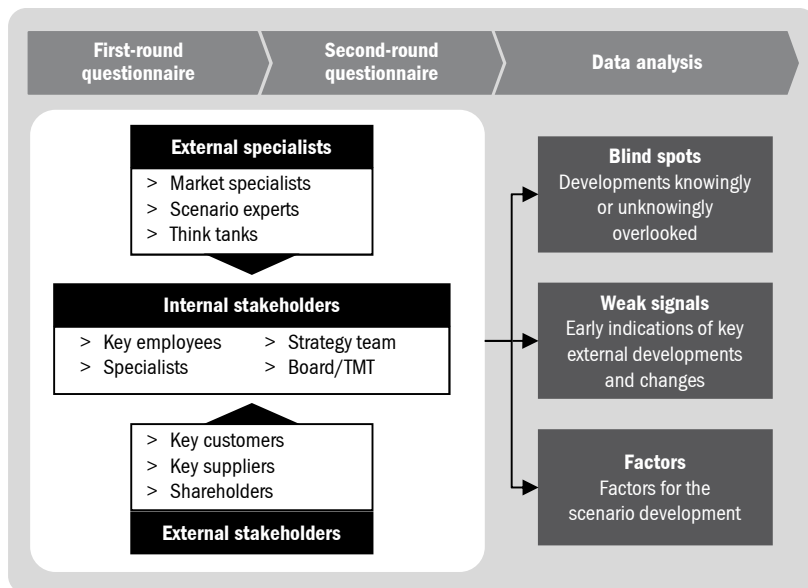 First-round
questionnaire
Second-round
questionnaire
Data analysis
External specialists
> Market specialists
> Scenario experts
> Think tanks
Internal stakeholders
> Key employees
> Specialists
> Strategy team
> Board/TMT
> Key customers
> Key suppliers
> Shareholders
External stakeholders
Blind spots
Developments knowingly
or unknowingly
overlooked
Weak signals
Early indications of key
external developments
and changes
Factors
Factors for the
scenario development